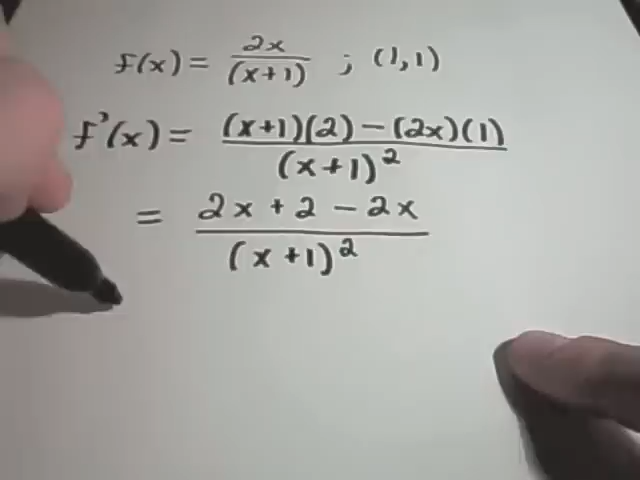 f(x) = 2x/(x+1) ; (1,1)
f'(x) = (x+1)(2) - (2x)(1)/(x+1)²
= 2x + 2 - 2x/(x+1)²